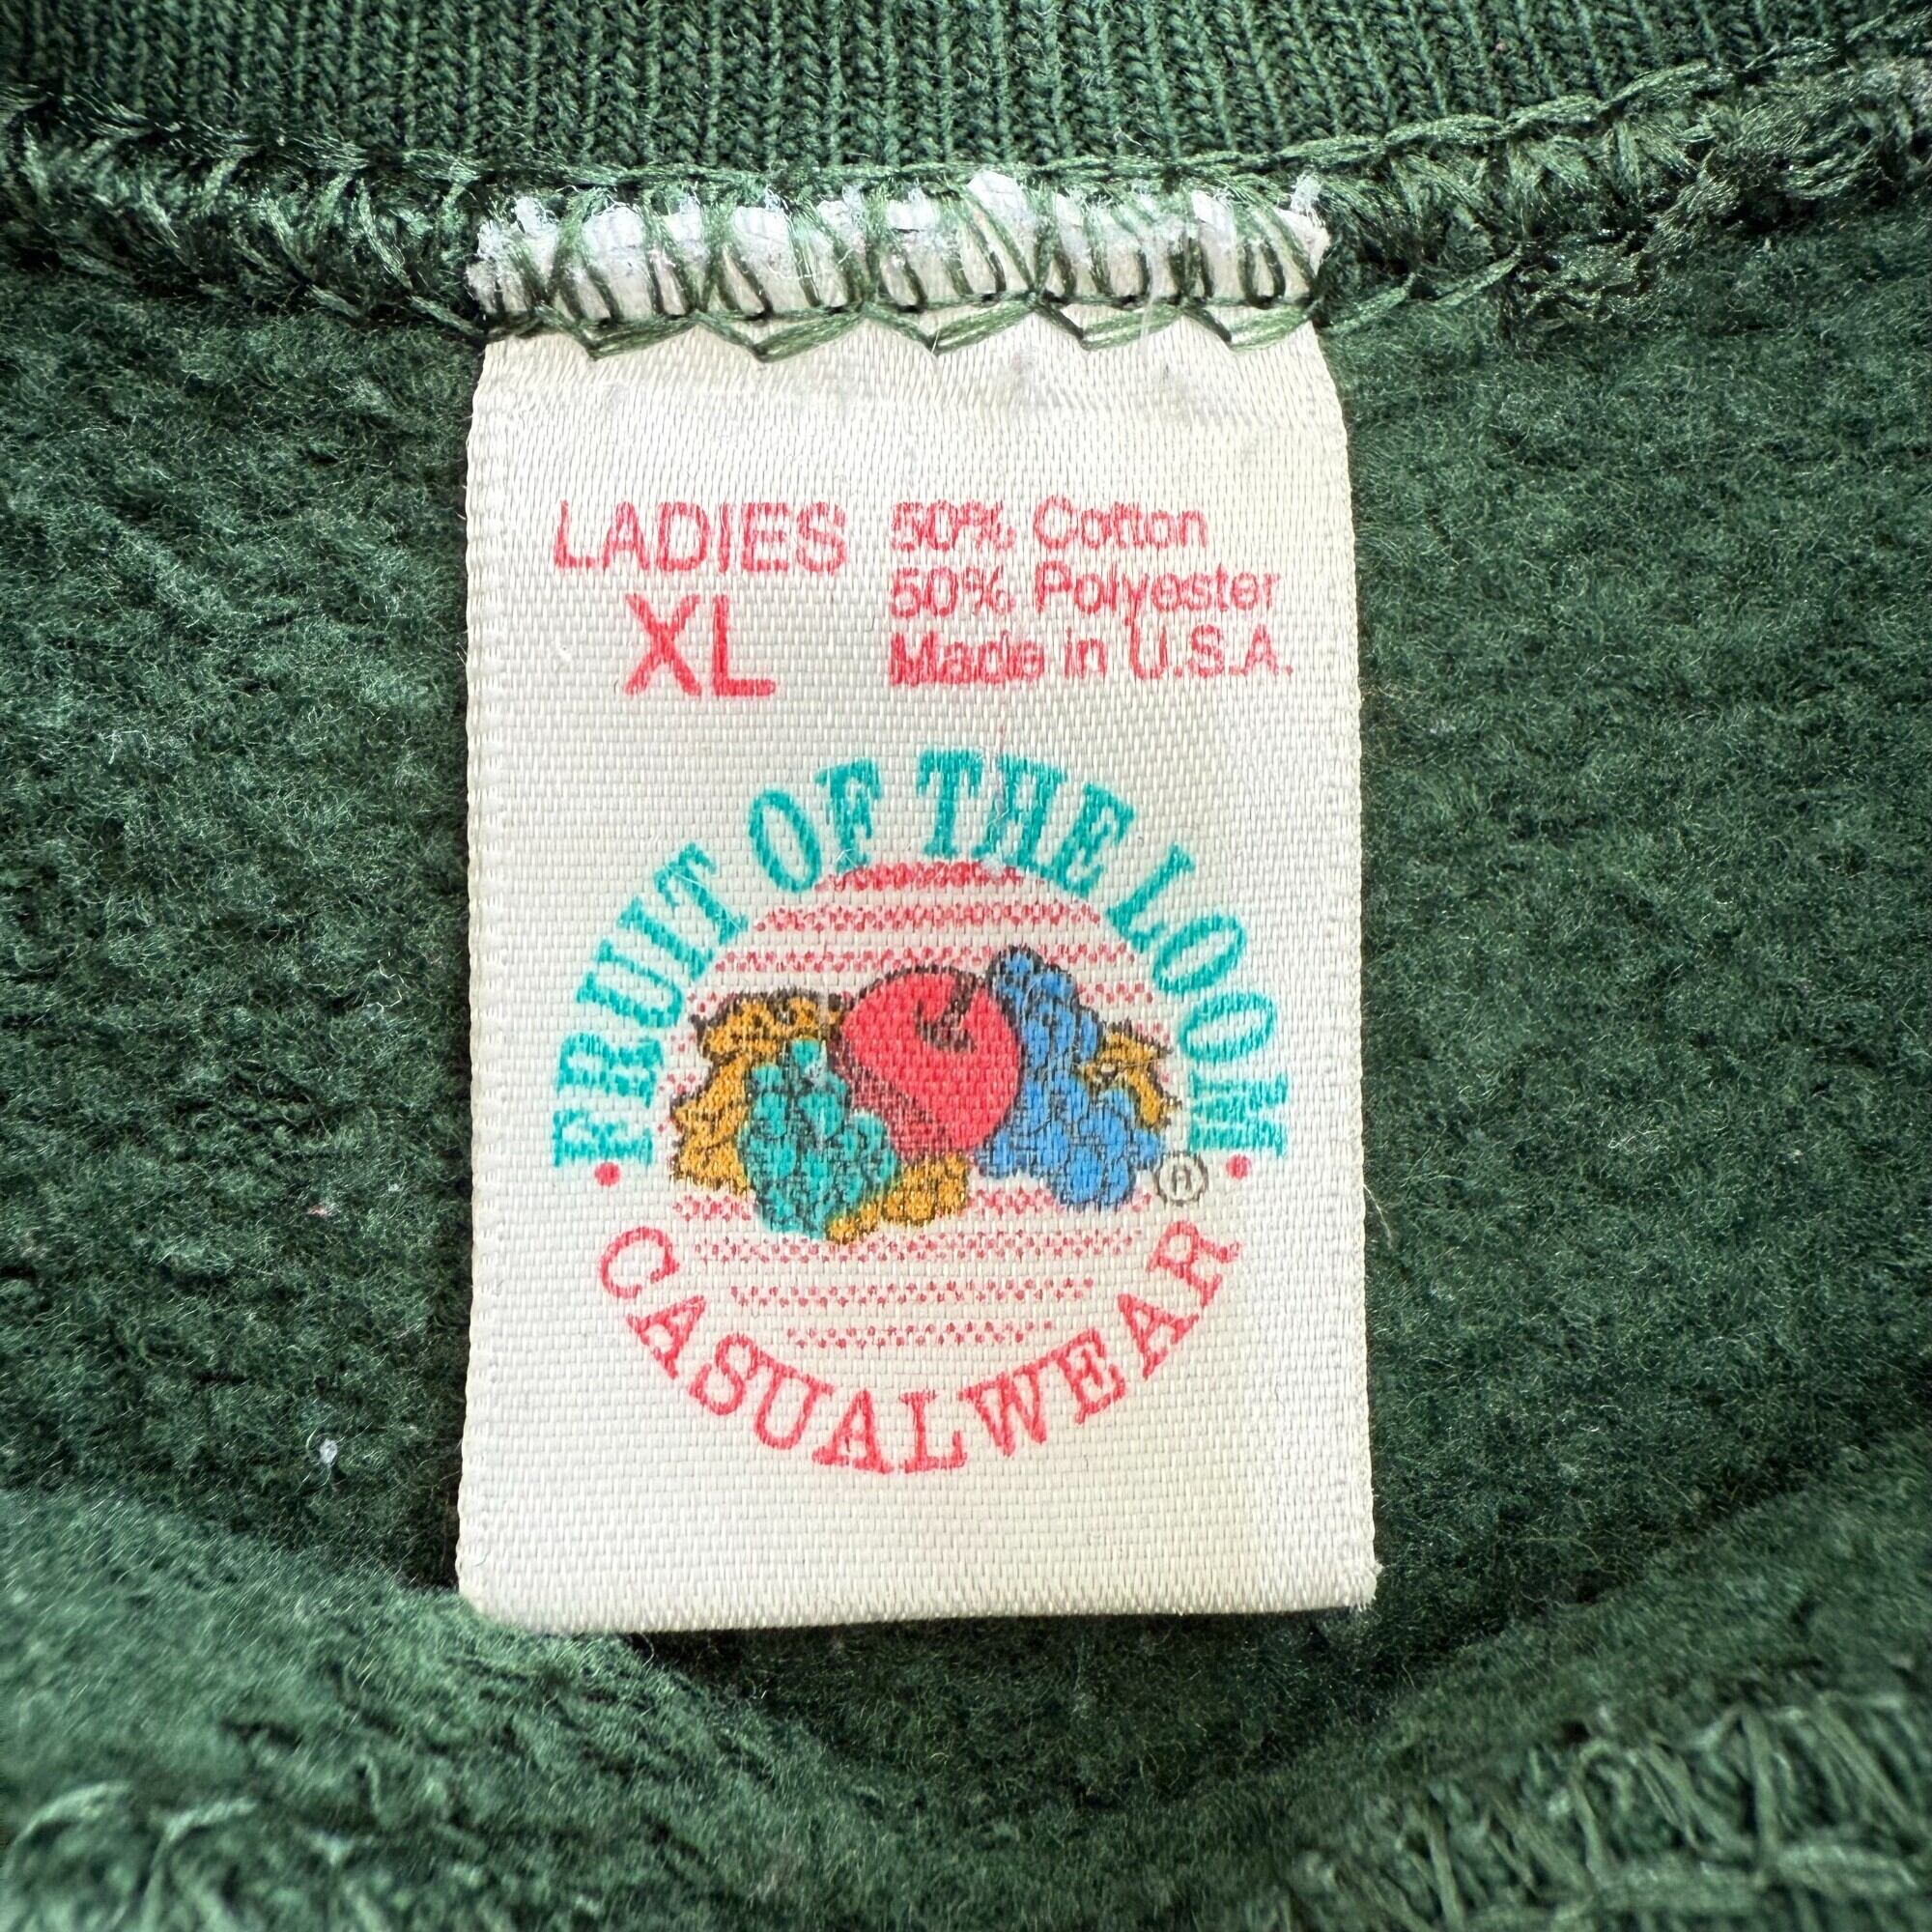 LADIES
XL
50% Cotton
50% Polyester
Made in U.S.A.
FRUIT OF THE LOOM
®
• CASUALWEAR •